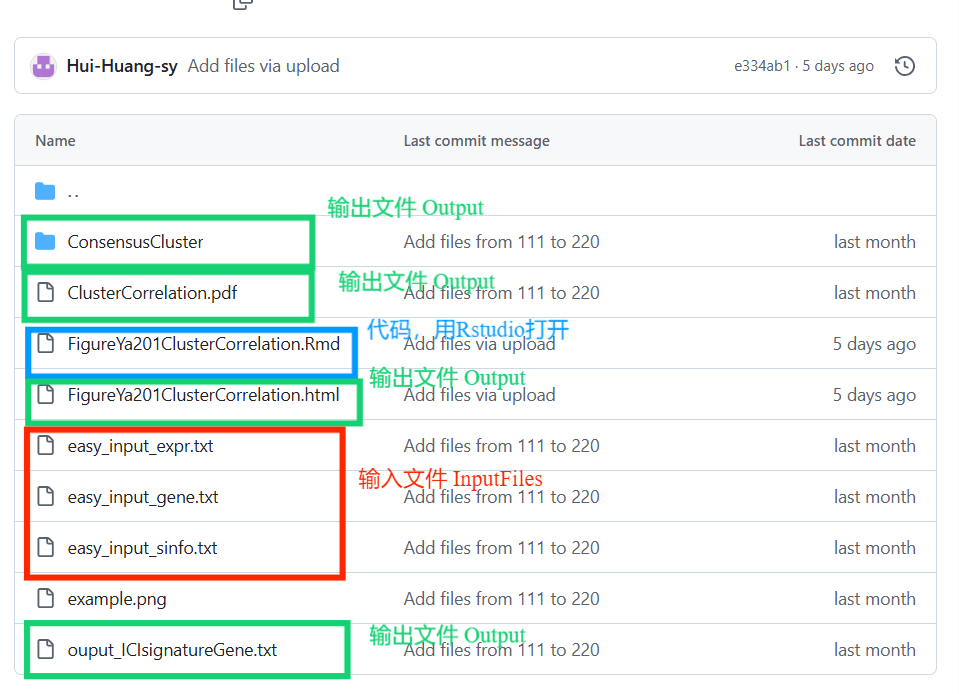 Hui-Huang-sy Add files via upload e334ab1 · 5 days ago
Name Last commit message Last commit date
..
输出文件 Output
ConsensusCluster Add files from 111 to 220 last month
输出文件 Output
ClusterCorrelation.pdf Add files from 111 to 220 last month
代码，用Rstudio打开
FigureYa201ClusterCorrelation.Rmd Add files via upload 5 days ago
输出文件 Output
FigureYa201ClusterCorrelation.html Add files via upload 5 days ago
easy_input_expr.txt Add files from 111 to 220 last month
输入文件 InputFiles
easy_input_gene.txt Add files from 111 to 220 last month
easy_input_sinfo.txt Add files from 111 to 220 last month
example.png Add files from 111 to 220 last month
输出文件 Output
ouput_ICIsignatureGene.txt Add files from 111 to 220 last month